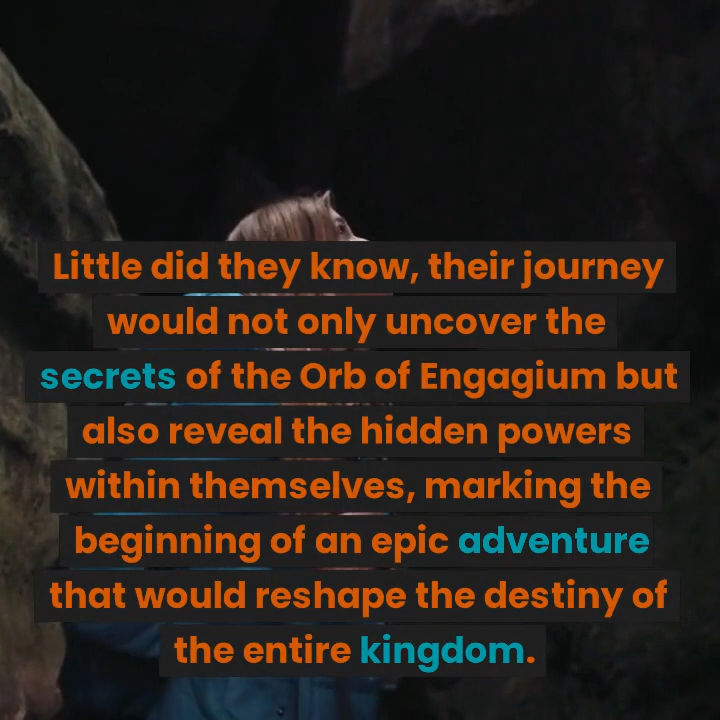 Little did they know, their journey
would not only uncover the
secrets of the Orb of Engagium but
also reveal the hidden powers
within themselves, marking the
beginning of an epic adventure
that would reshape the destiny of
the entire kingdom.